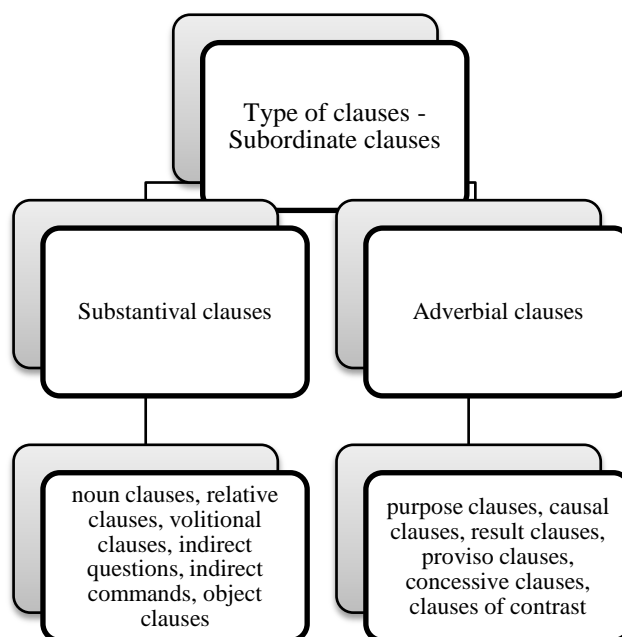 Type of clauses -
Subordinate clauses
Substantival clauses
Adverbial clauses
noun clauses, relative
clauses, volitional
clauses, indirect
questions, indirect
commands, object
clauses
purpose clauses, causal
clauses, result clauses,
proviso clauses,
concessive clauses,
clauses of contrast